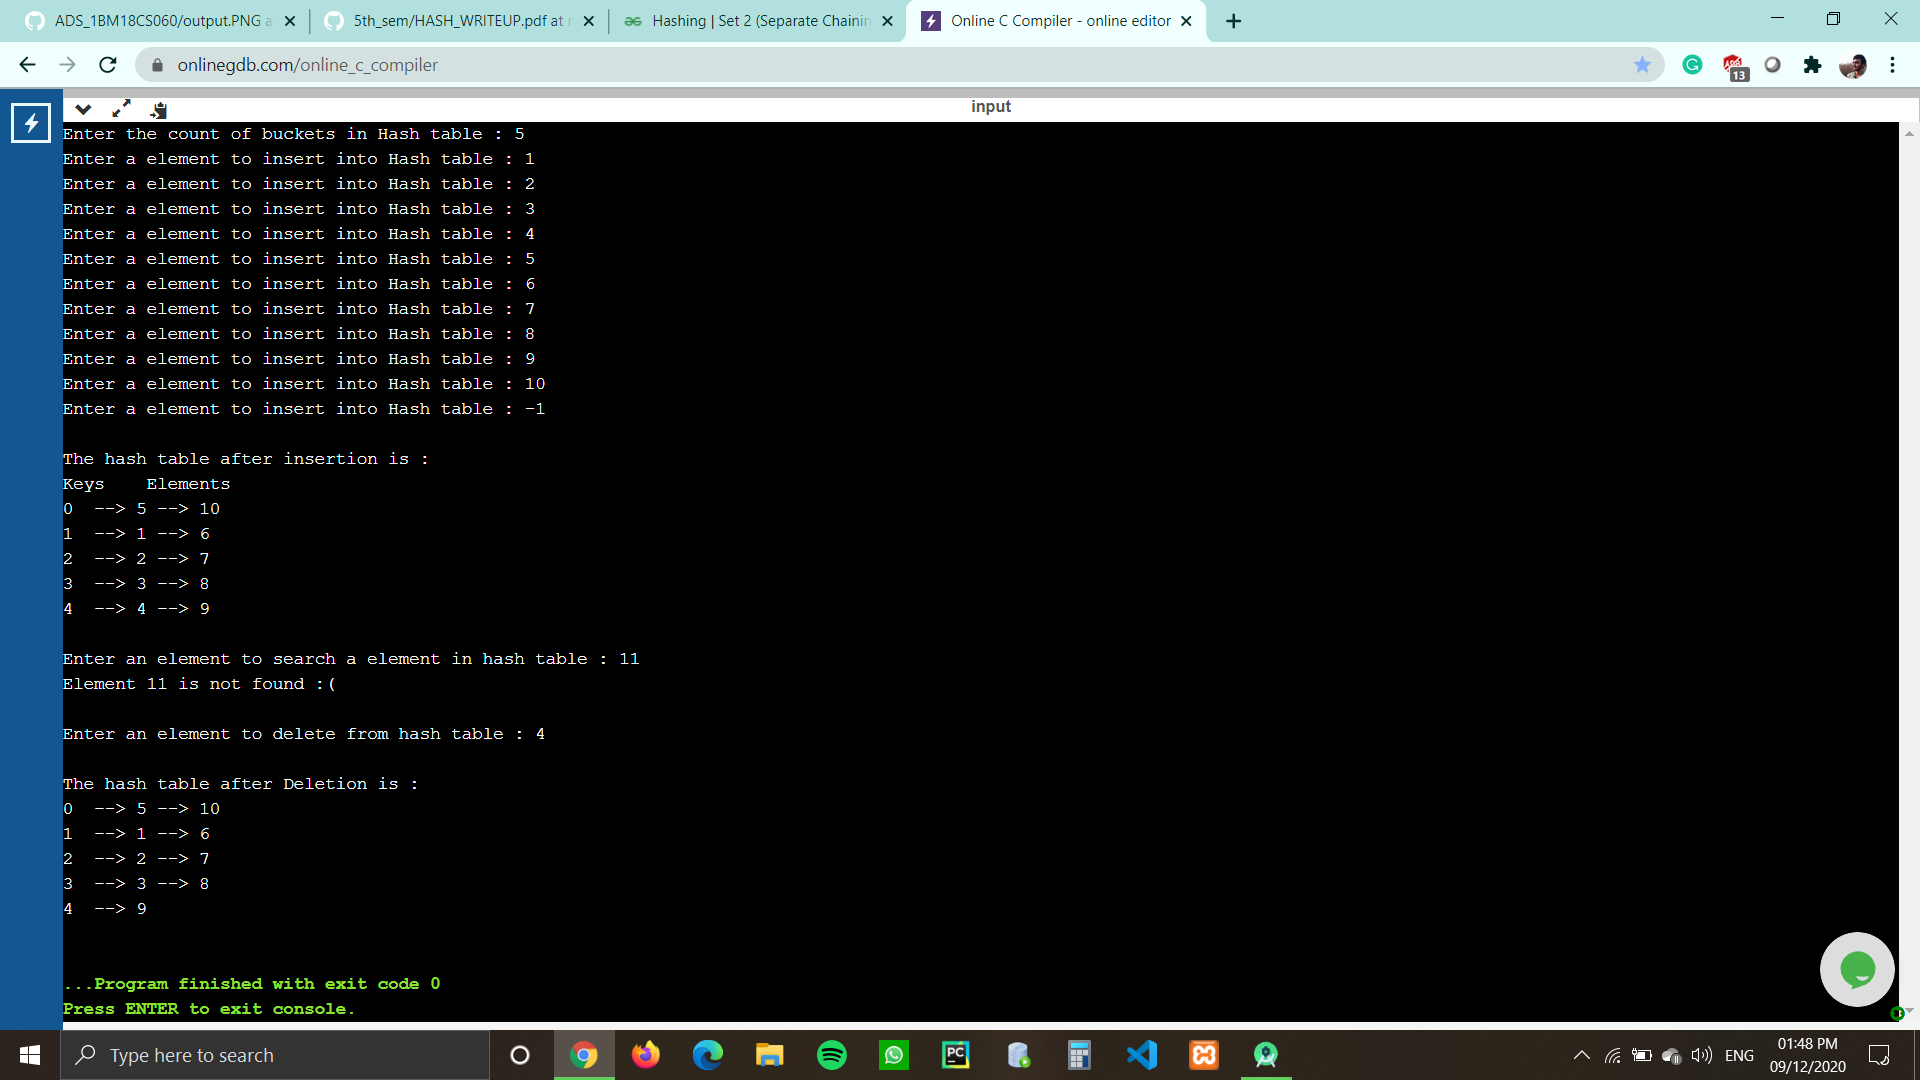 ADS_1BM18CS060/output.PNG a
5th_sem/HASH_WRITEUP.pdf at
Hashing | Set 2 (Separate Chainin
Online C Compiler - online editor
onlinegdb.com/online_c_compiler
13
input
Enter the count of buckets in Hash table : 5
Enter a element to insert into Hash table : 1
Enter a element to insert into Hash table : 2
Enter a element to insert into Hash table : 3
Enter a element to insert into Hash table : 4
Enter a element to insert into Hash table : 5
Enter a element to insert into Hash table : 6
Enter a element to insert into Hash table : 7
Enter a element to insert into Hash table : 8
Enter a element to insert into Hash table : 9
Enter a element to insert into Hash table : 10
Enter a element to insert into Hash table : -1
The hash table after insertion is :
Keys    Elements
0  --> 5 --> 10
1  --> 1 --> 6
2  --> 2 --> 7
3  --> 3 --> 8
4  --> 4 --> 9
Enter an element to search a element in hash table : 11
Element 11 is not found :(
Enter an element to delete from hash table : 4
The hash table after Deletion is :
0  --> 5 --> 10
1  --> 1 --> 6
2  --> 2 --> 7
3  --> 3 --> 8
4  --> 9
...Program finished with exit code 0
Press ENTER to exit console.
Type here to search
PC
ENG
01:48 PM
09/12/2020